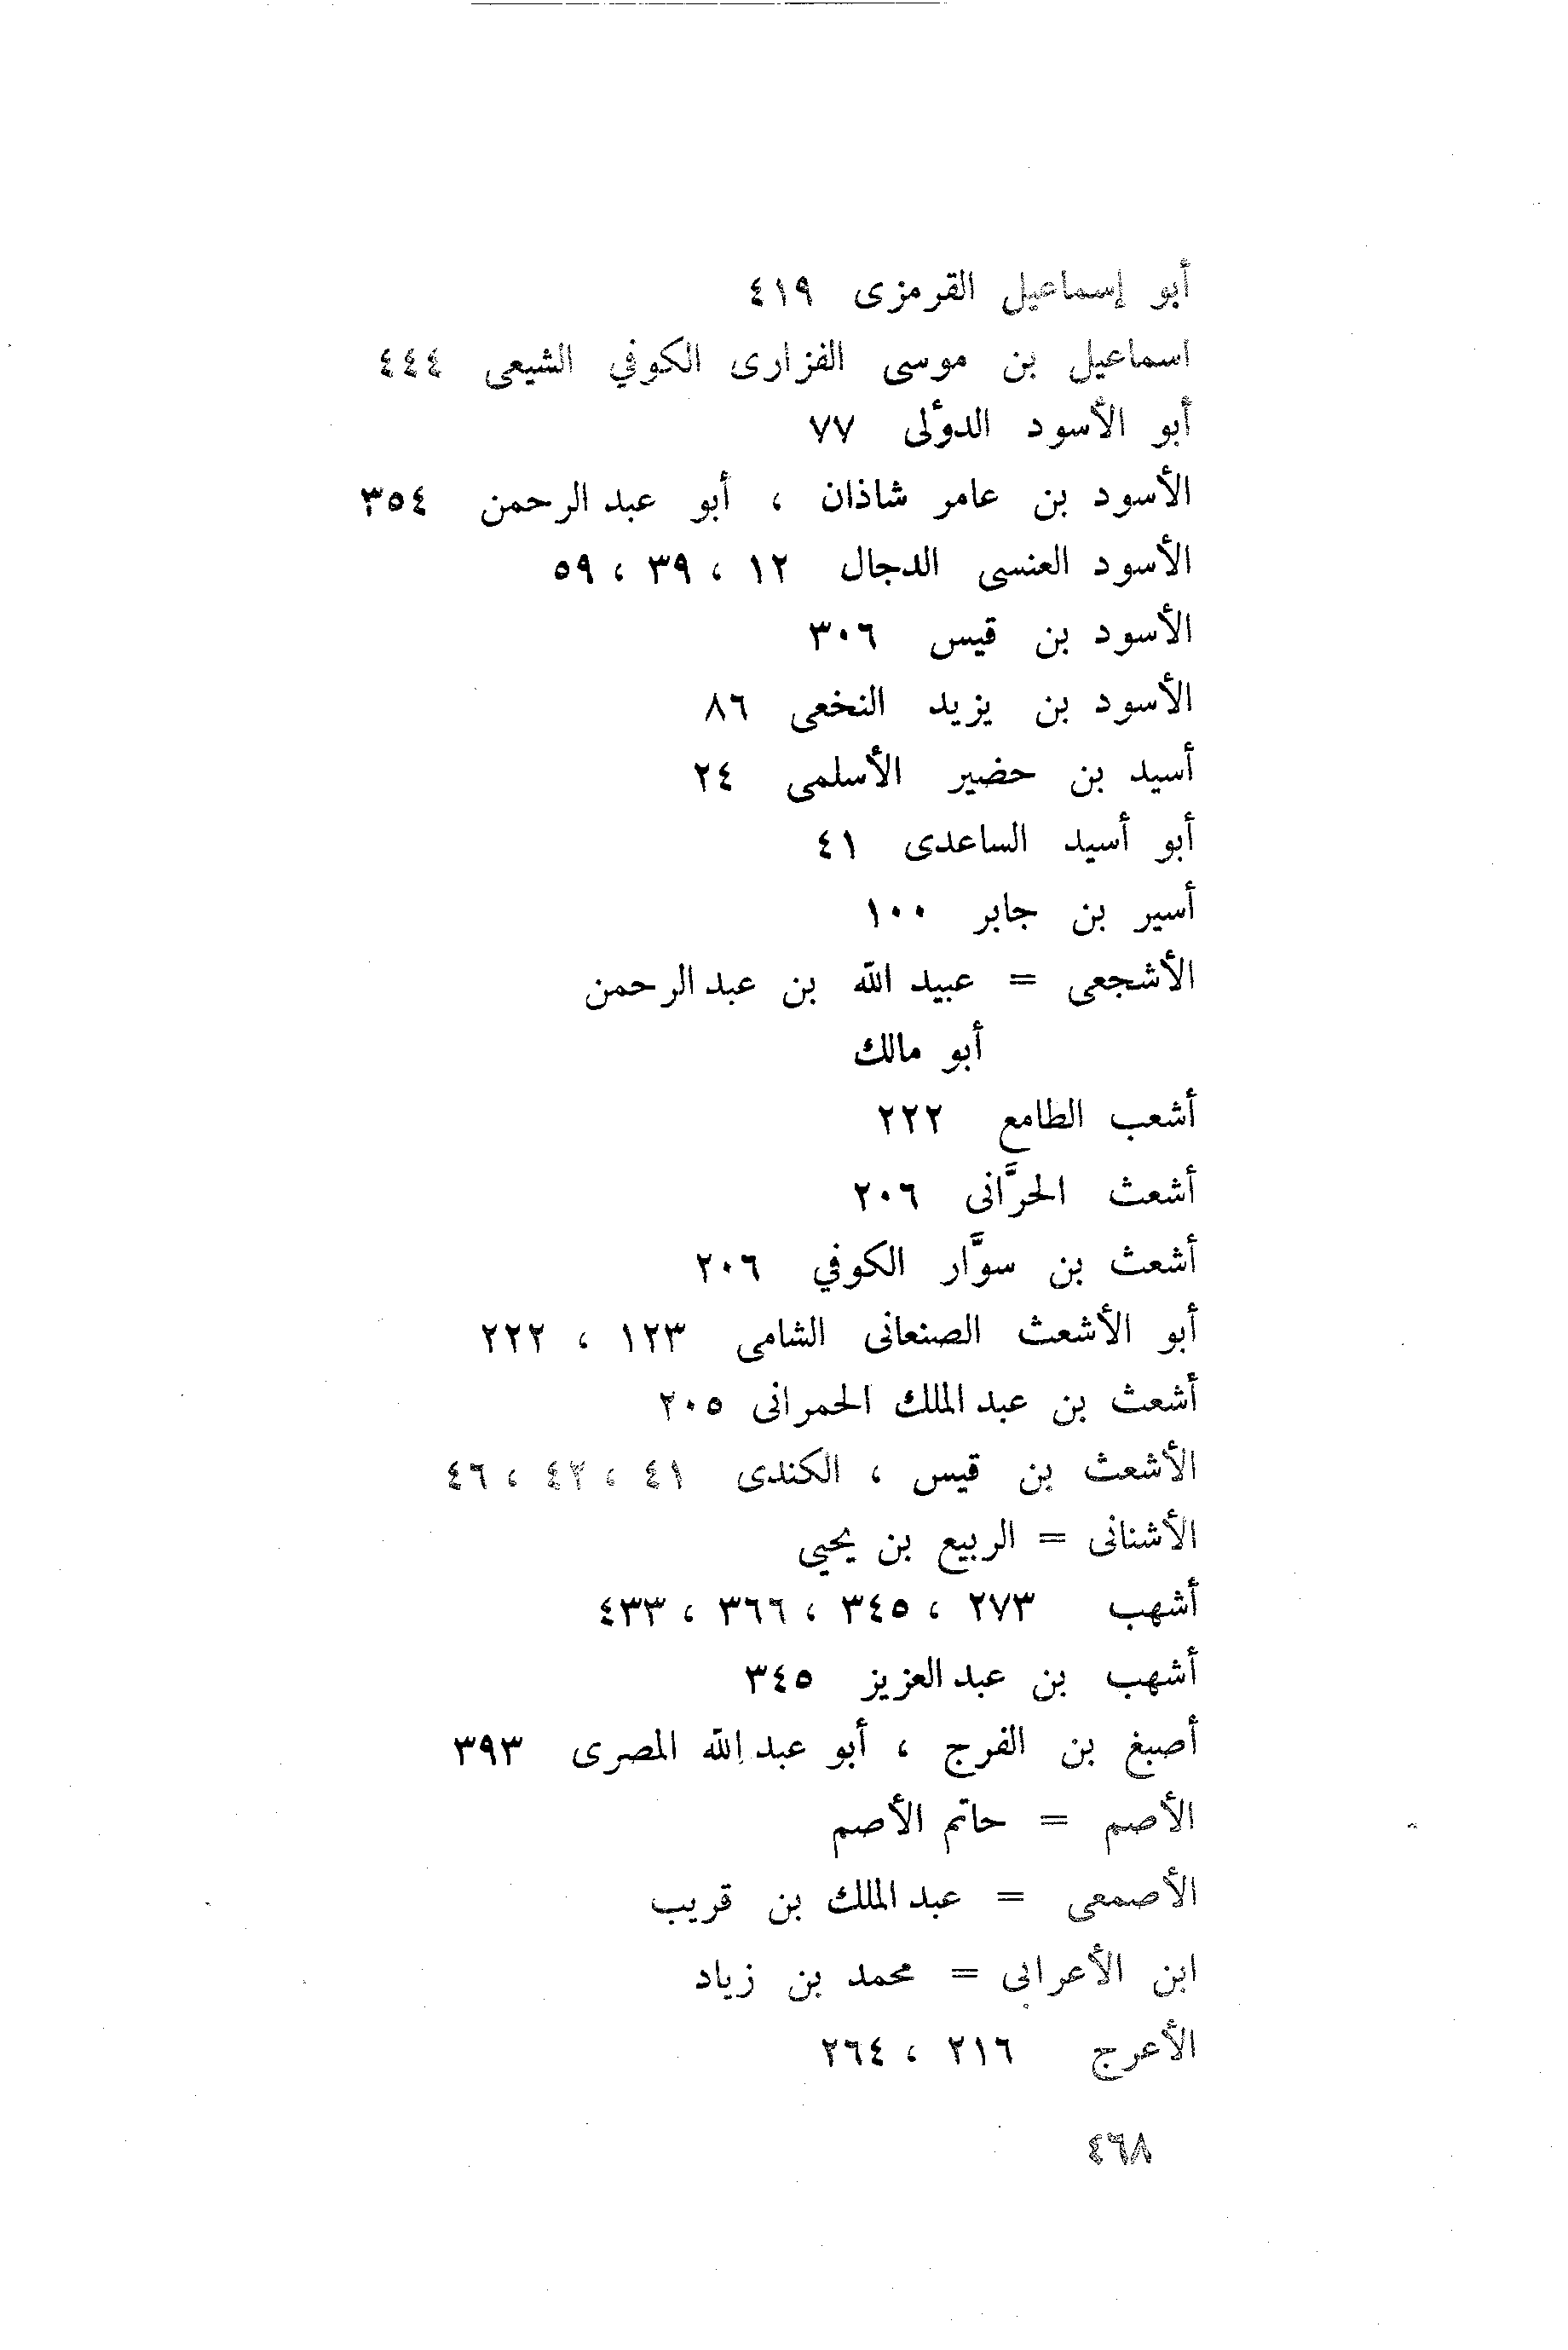 أبو إسماعيل القرمزى ٤١٩
اسماعيل بن موسى الفزارى الكوفي الشيعى ٤٤٤
أبو الأسود الدؤلى ٧٧
الأسود بن عامر شاذان ، أبو عبد الرحمن ٣٥٤
الأسود العنسى الدجال ١٢ ، ٣٩ ، ٥٩
الأسود بن قيس ٣٠٦
الأسود بن يزيد النخعى ٨٦
أسيد بن حضير الأسلمى ٢٤
أبو أسيد الساعدى ٤١
أسير بن جابر ١٠٠
الأشجعى = عبيد الله بن عبد الرحمن
أبو مالك
أشعب الطامع ٢٢٢
أشعث الحرَّانى ٢٠٦
أشعث بن سوَّار الكوفي ٢٠٦
أبو الأشعث الصنعانى الشامى ١٢٣ ، ٢٢٢
أشعث بن عبد الملك الحمرانى ٢٠٥
الأشعث بن قيس ، الكندى ٤١ ، ٤٢ ، ٤٦
الأشنانى = الربيع بن يحيي
أشهب ٢٧٣ ، ٣٤٥ ، ٣٦٦ ، ٤٣٣
أشهب بن عبد العزيز ٣٤٥
أصبغ بن الفرج ، أبو عبد الله المصرى ٣٩٣
الأصم = حاتم الأصم
الأصمعى = عبد الملك بن قريب
ابن الأعرابى = محمد بن زياد
الأعرج ٢١٦ ، ٢٦٤
٤٦٨